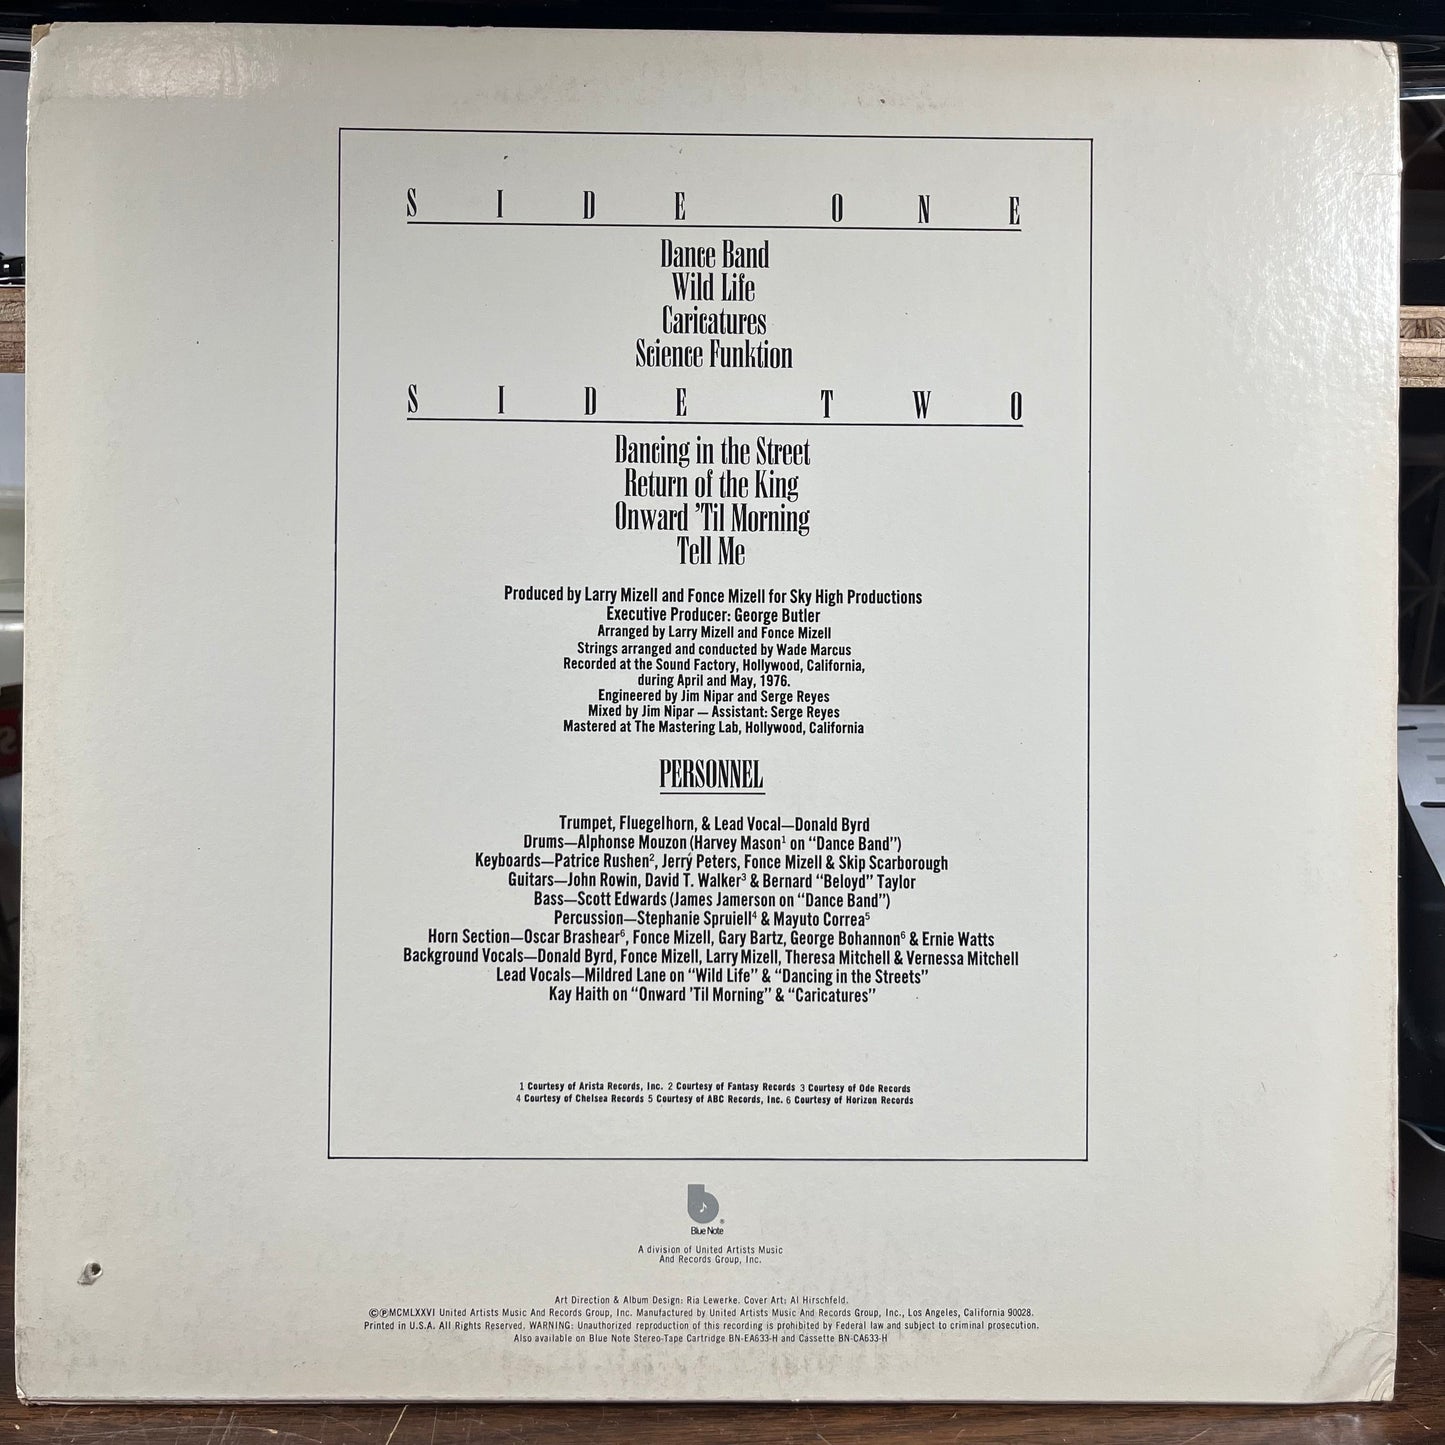 SIDE ONE
Dance Band
Wild Life
Caricatures
Science Funktion
SIDE TWO
Dancing in the Street
Return of the King
Onward 'Til Morning
Tell Me
Produced by Larry Mizell and Fonce Mizell for Sky High Productions
Executive Producer: George Butler
Arranged by Larry Mizell and Fonce Mizell
Strings arranged and conducted by Wade Marcus
Recorded at the Sound Factory, Hollywood, California,
during April and May, 1976.
Engineered by Jim Nipar and Serge Reyes
Mixed by Jim Nipar — Assistant: Serge Reyes
Mastered at The Mastering Lab, Hollywood, California
PERSONNEL
Trumpet, Fluegelhorn, & Lead Vocal—Donald Byrd
Drums—Alphonse Mouzon (Harvey Mason¹ on "Dance Band")
Keyboards—Patrice Rushen², Jerry Peters, Fonce Mizell & Skip Scarborough
Guitars—John Rowin, David T. Walker³ & Bernard "Beloyd" Taylor
Bass—Scott Edwards (James Jamerson on "Dance Band")
Percussion—Stephanie Spruiell⁴ & Mayuto Correa⁵
Horn Section—Oscar Brashear⁶, Fonce Mizell, Gary Bartz, George Bohannon⁶ & Ernie Watts
Background Vocals—Donald Byrd, Fonce Mizell, Larry Mizell, Theresa Mitchell & Vernessa Mitchell
Lead Vocals—Mildred Lane on "Wild Life" & "Dancing in the Streets"
Kay Haith on "Onward 'Til Morning" & "Caricatures"
1 Courtesy of Arista Records, Inc. 2 Courtesy of Fantasy Records 3 Courtesy of Ode Records
4 Courtesy of Chelsea Records 5 Courtesy of ABC Records, Inc. 6 Courtesy of Horizon Records
b ®
Blue Note
A division of United Artists Music
And Records Group, Inc.
Art Direction & Album Design: Ria Lewerke. Cover Art: Al Hirschfeld.
©℗MCMLXXVI United Artists Music And Records Group, Inc. Manufactured by United Artists Music And Records Group, Inc., Los Angeles, California 90028.
Printed in U.S.A. All Rights Reserved. WARNING: Unauthorized reproduction of this recording is prohibited by Federal law and subject to criminal prosecution.
Also available on Blue Note Stereo-Tape Cartridge BN-EA633-H and Cassette BN-CA633-H